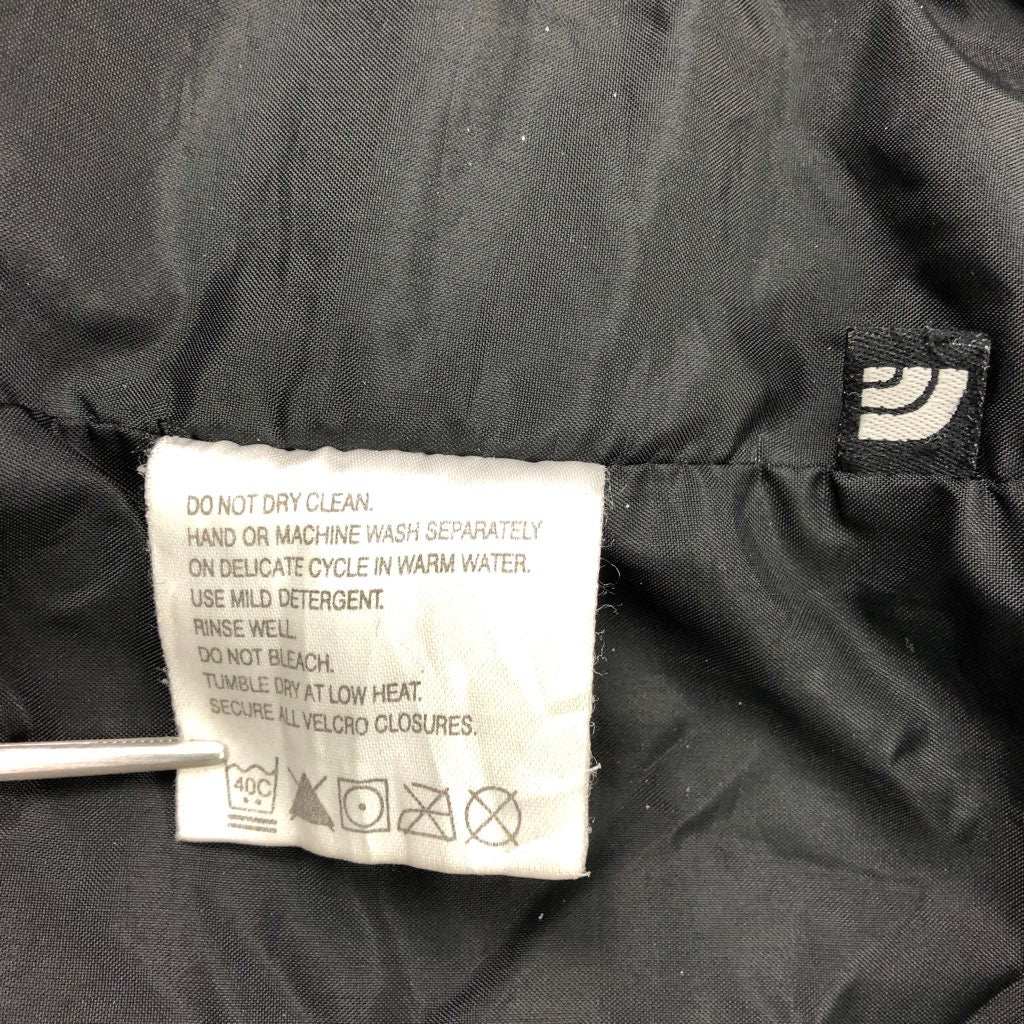 DO NOT DRY CLEAN.
HAND OR MACHINE WASH SEPARATELY
ON DELICATE CYCLE IN WARM WATER.
USE MILD DETERGENT.
RINSE WELL.
DO NOT BLEACH.
TUMBLE DRY AT LOW HEAT.
SECURE ALL VELCRO CLOSURES.
40C